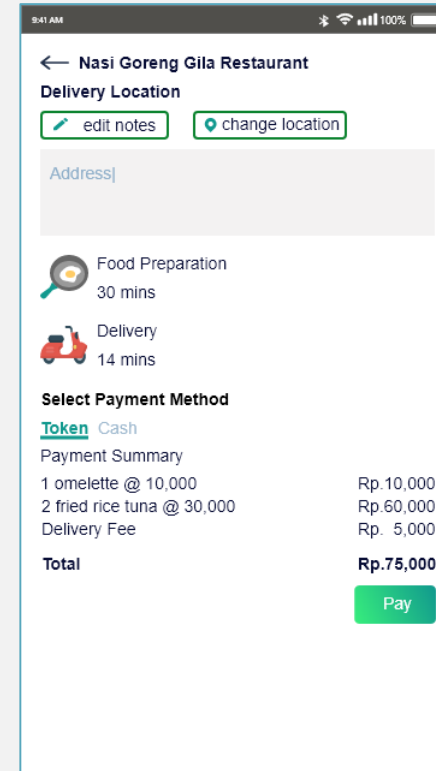 9:41 AM 100%
Nasi Goreng Gila Restaurant
Delivery Location
edit notes change location
Address
Food Preparation
30 mins
Delivery
14 mins
Select Payment Method
Token Cash
Payment Summary
1 omelette @ 10,000 Rp.10,000
2 fried rice tuna @ 30,000 Rp.60,000
Delivery Fee Rp. 5,000
Total Rp.75,000
Pay